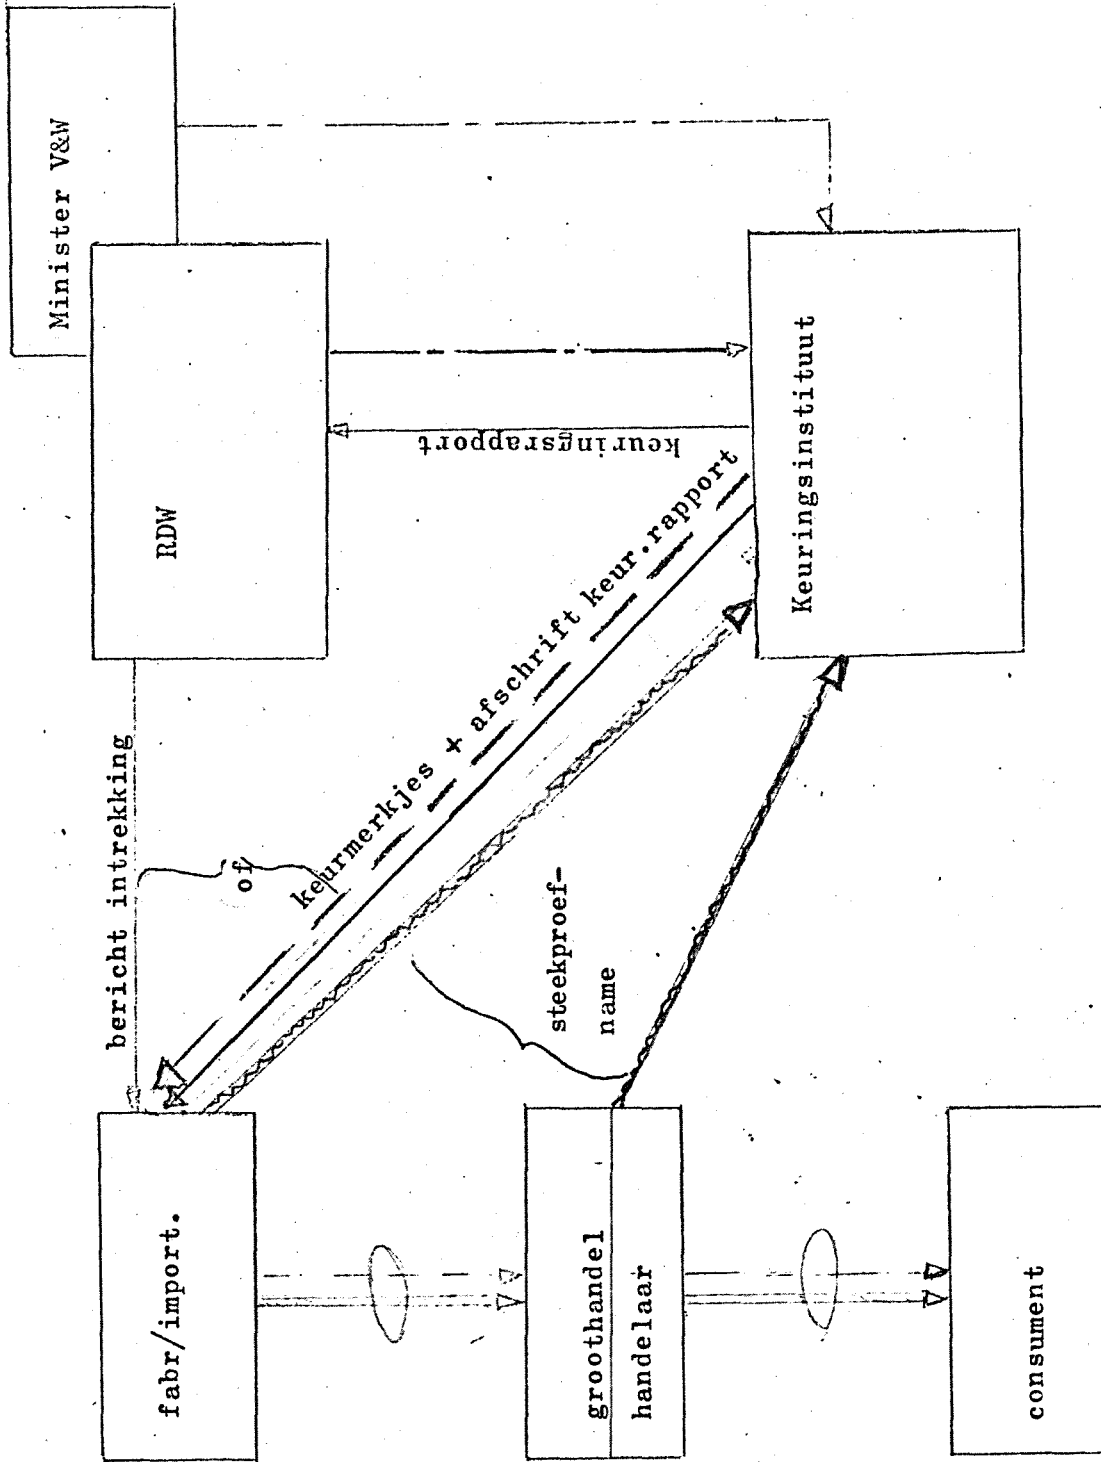 Minister V&W
RDW
Keuringsinstituut
keuringsrapport
keurmerkjes + afschrift keur.rapport
bericht intrekking
of
steekproef-
name
fabr/import.
groothandel
handelaar
consument